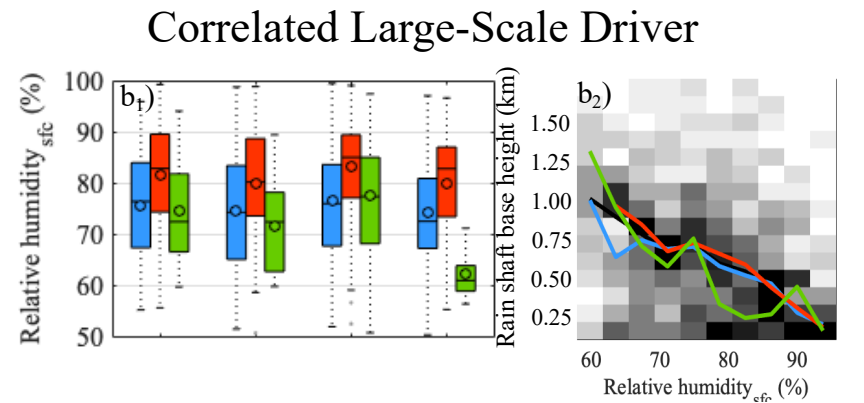 Correlated Large-Scale Driver
Relative humidity sfc (%)
100
90
80
70
60
50
b₁)
Rain shaft base height (km)
b₂)
1.50
1.25
1.00
0.75
0.50
0.25
60 70 80 90
Relative humidity sfc (%)